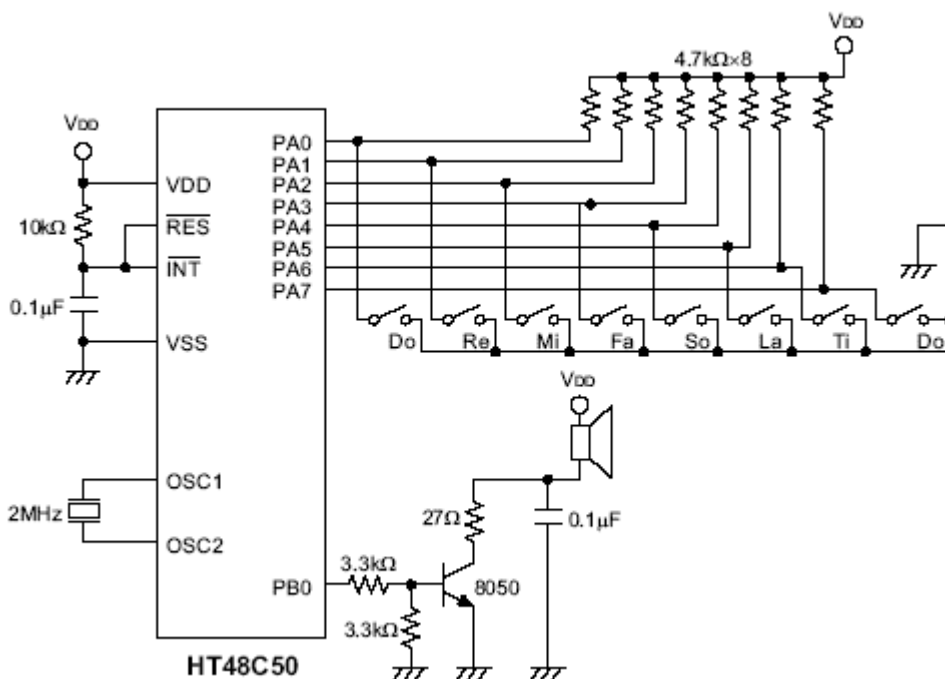 VDD
4.7kΩ×8
VDD
VDD
RES
10kΩ
INT
0.1μF
VSS
PA0
PA1
PA2
PA3
PA4
PA5
PA6
PA7
Do
Re
Mi
Fa
So
La
Ti
Do
VDD
OSC1
2MHz
OSC2
27Ω
0.1μF
3.3kΩ
PB0
8050
3.3kΩ
HT48C50